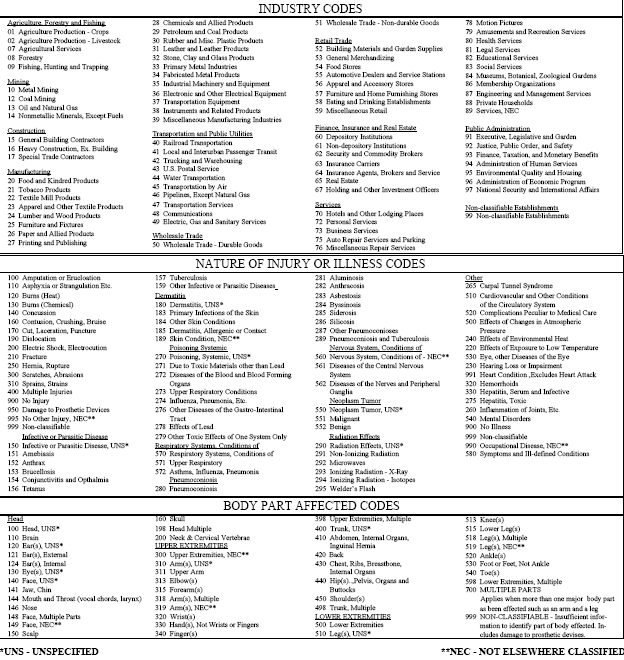 INDUSTRY CODES
Agriculture, Forestry and Fishing
01 Agriculture Production - Crops
02 Agriculture Production - Livestock
07 Agricultural Services
08 Forestry
09 Fishing, Hunting and Trapping
Mining
10 Metal Mining
12 Coal Mining
13 Oil and Natural Gas
14 Nonmetallic Minerals, Except Fuels
Construction
15 General Building Contractors
16 Heavy Construction, Ex. Building
17 Special Trade Contractors
Manufacturing
20 Food and Kindred Products
21 Tobacco Products
22 Textile Mill Products
23 Apparel and Other Textile Products
24 Lumber and Wood Products
25 Furniture and Fixtures
26 Paper and Allied Products
27 Printing and Publishing
28 Chemicals and Allied Products
29 Petroleum and Coal Products
30 Rubber and Misc. Plastic Products
31 Leather and Leather Products
32 Stone, Clay and Glass Products
33 Primary Metal Industries
34 Fabricated Metal Products
35 Industrial Machinery and Equipment
36 Electronic and Other Electrical Equipment
37 Transportation Equipment
38 Instruments and Related Products
39 Miscellaneous Manufacturing Industries
Transportation and Public Utilities
40 Railroad Transportation
41 Local and Interurban Passenger Transit
42 Trucking and Warehousing
43 U.S. Postal Service
44 Water Transportation
45 Transportation by Air
46 Pipelines, Except Natural Gas
47 Transportation Services
48 Communications
49 Electric, Gas and Sanitary Services
Wholesale Trade
50 Wholesale Trade - Durable Goods
51 Wholesale Trade - Non-durable Goods
Retail Trade
52 Building Materials and Garden Supplies
53 General Merchandizing
54 Food Stores
55 Automotive Dealers and Service Stations
56 Apparel and Accessory Stores
57 Furniture and Home Furnishing Stores
58 Eating and Drinking Establishments
59 Miscellaneous Retail
Finance, Insurance and Real Estate
60 Depository Institutions
61 Non-depository Institutions
62 Security and Commodity Brokers
63 Insurance Carriers
64 Insurance Agents, Brokers and Service
65 Real Estate
67 Holding and Other Investment Officers
Services
70 Hotels and Other Lodging Places
72 Personal Services
73 Business Services
75 Auto Repair Services and Parking
76 Miscellaneous Repair Services
78 Motion Pictures
79 Amusements and Recreation Services
80 Health Services
81 Legal Services
82 Educational Services
83 Social Services
84 Museums, Botanical, Zoological Gardens
86 Membership Organizations
87 Engineering and Management Services
88 Private Households
89 Services, NEC
Public Administration
91 Executive, Legislative and Garden
92 Justice, Public Order, and Safety
93 Finance, Taxation, and Monetary Benefits
94 Administration of Human Services
95 Environmental Quality and Housing
96 Administration of Economic Program
97 National Security and International Affairs
Non-classifiable Establishments
99 Non-classifiable Establishments
NATURE OF INJURY OR ILLNESS CODES
100 Amputation or Enucleation
110 Asphyxia or Strangulation Etc.
120 Burns (Heat)
130 Burns (Chemical)
140 Concussion
160 Contusion, Crushing, Bruise
170 Cut, Laceration, Puncture
190 Dislocation
200 Electric Shock, Electrocution
210 Fracture
250 Hernia, Rupture
300 Scratches, Abrasions
310 Sprains, Strains
400 Multiple Injuries
900 No Injury
950 Damage to Prosthetic Devices
995 No Other Injury, NEC**
999 Non-classifiable
Infective or Parasitic Disease
150 Infective or Parasitic Disease, UNS*
151 Amebiasis
152 Anthrax
153 Brucellosis
154 Conjunctivitis and Opthalmia
156 Tetanus
157 Tuberculosis
159 Other Infective or Parasitic Diseases
Dermatitis
180 Dermatitis, UNS*
183 Primary Infections of the Skin
184 Other Skin Conditions
185 Dermatitis, Allergenic or Contact
189 Skin Condition, NEC**
Poisoning Systemic
270 Poisoning, Systemic, UNS*
271 Due to Toxic Materials other than Lead
272 Diseases of the Blood and Blood Forming
Organs
273 Upper Respiratory Conditions
274 Influenza, Pneumonia, Etc.
276 Other Diseases of the Gastro-Intestinal
Tract
278 Effects of Lead
279 Other Toxic Effects of One System Only
Respiratory Systems, Conditions of
570 Respiratory Systems, Conditions of
571 Upper Respiratory
572 Asthma, Influenza, Pneumonia
Pneumoconiosis
280 Pneumoconiosis
281 Aluminosis
282 Anthracosis
283 Asbestosis
284 Byssinosis
285 Siderosis
286 Silicosis
287 Other Pneumoconioses
289 Pneumoconiosis and Tuberculosis
Nervous System, Conditions of
560 Nervous System, Conditions of - NEC**
561 Diseases of the Central Nervous
System
562 Diseases of the Nerves and Peripheral
Ganglia
Neoplasm Tumor
550 Neoplasm Tumor, UNS*
551 Malignant
552 Benign
Radiation Effects
290 Radiation Effects, UNS*
291 Non-Ionizing Radiation
292 Microwaves
293 Ionizing Radiation - X-Ray
294 Ionizing Radiation - Isotopes
295 Welder's Flash
Other
265 Carpal Tunnel Syndrome
510 Cardiovascular and Other Conditions
of the Circulatory System
520 Complications Peculiar to Medical Care
500 Effects of Changes in Atmospheric
Pressure
240 Effects of Environmental Heat
220 Effects of Exposure to Low Temperature
530 Eye, other Diseases of the Eye
230 Hearing Loss or Impairment
991 Heart Condition ,Excludes Heart Attack
320 Hemorrhoids
330 Hepatitis, Serum and Infective
275 Hepatitis, Toxic
260 Inflammation of Joints, Etc.
540 Mental Disorders
900 No Illness
999 Non-classifiable
990 Occupational Disease, NEC**
580 Symptoms and Ill-defined Conditions
BODY PART AFFECTED CODES
Head
100 Head, UNS*
110 Brain
120 Ear(s), UNS*
121 Ear(s), External
124 Ear(s), Internal
130 Eye(s), UNS*
140 Face, UNS*
141 Jaw, Chin
144 Mouth and Throat (vocal chords, larynx)
146 Nose
148 Face, Multiple Parts
149 Face, NEC**
150 Scalp
160 Skull
198 Head Multiple
200 Neck & Cervical Vertebrae
UPPER EXTREMITIES
300 Upper Extremities, NEC**
310 Arm(s), UNS*
311 Upper Arm
313 Elbow(s)
315 Forearm(s)
318 Arm(s), Multiple
319 Arm(s), NEC**
320 Wrist(s)
330 Hand(s), Not Wrists or Fingers
340 Finger(s)
398 Upper Extremities, Multiple
400 Trunk, UNS*
410 Abdomen, Internal Organs,
Inguinal Hernia
420 Back
430 Chest, Ribs, Breastbone,
Internal Organs
440 Hip(s)..,Pelvis, Organs and
Buttocks
450 Shoulder(s)
498 Trunk, Multiple
LOWER EXTREMITIES
500 Lower Extremities
510 Leg(s), UNS*
513 Knee(s)
515 Lower Leg(s)
518 Leg(s), Multiple
519 Leg(s), NEC**
520 Ankle(s)
530 Foot or Feet, Not Ankle
540 Toe(s)
598 Lower Extremities, Multiple
700 MULTIPLE PARTS
Applies when more than one major body part
as been effected such as an arm and a leg
999 NON-CLASSIFIABLE - Insufficient infor-
mation to identify part of body effected. In-
cludes damage to prosthetic devises.
*UNS - UNSPECIFIED
**NEC - NOT ELSEWHERE CLASSIFIED